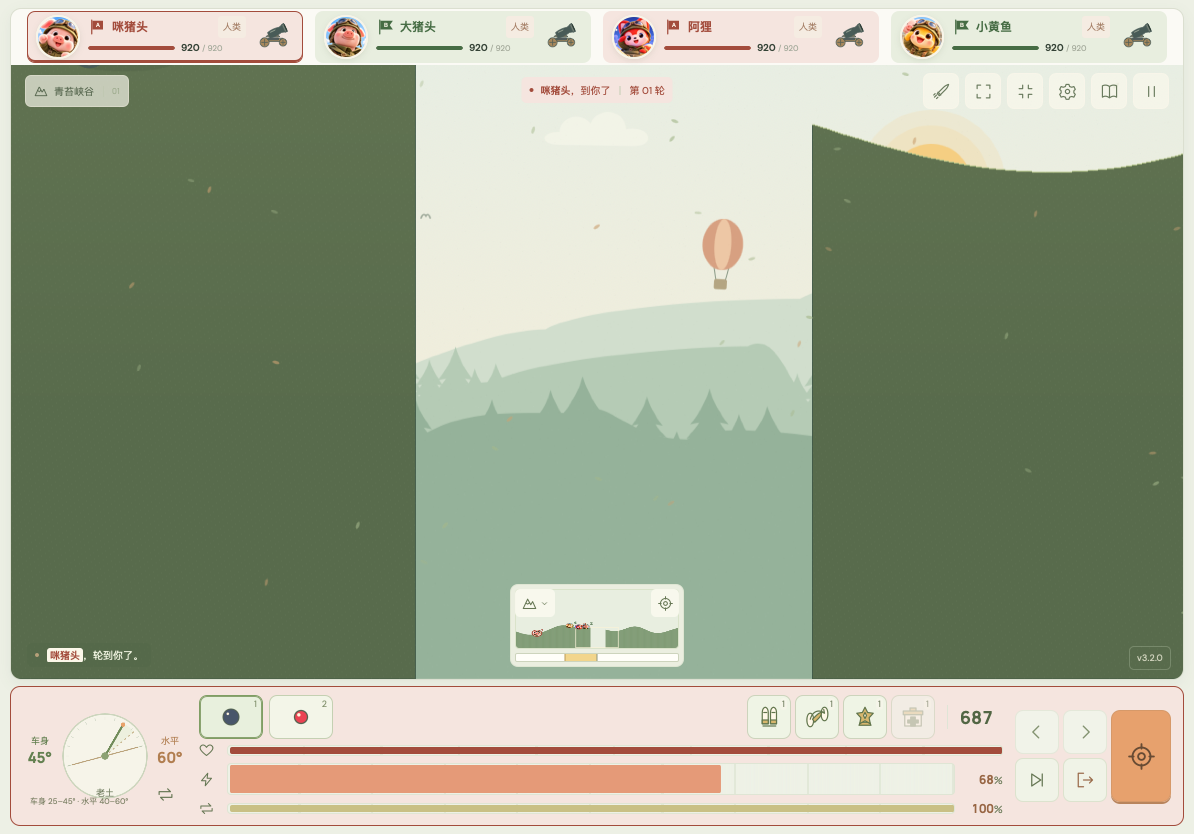 咪猪头 人类
920 / 920
大猪头 人类
920 / 920
阿狸 人类
920 / 920
小黄鱼 人类
920 / 920
青苔峡谷 01
咪猪头，到你了 | 第 01 轮
咪猪头，轮到你了。
v3.2.0
车身
45°
水平
60°
老土
车身 25–45° · 水平 40–60°
1
2
1
1
1
1
687
68%
100%